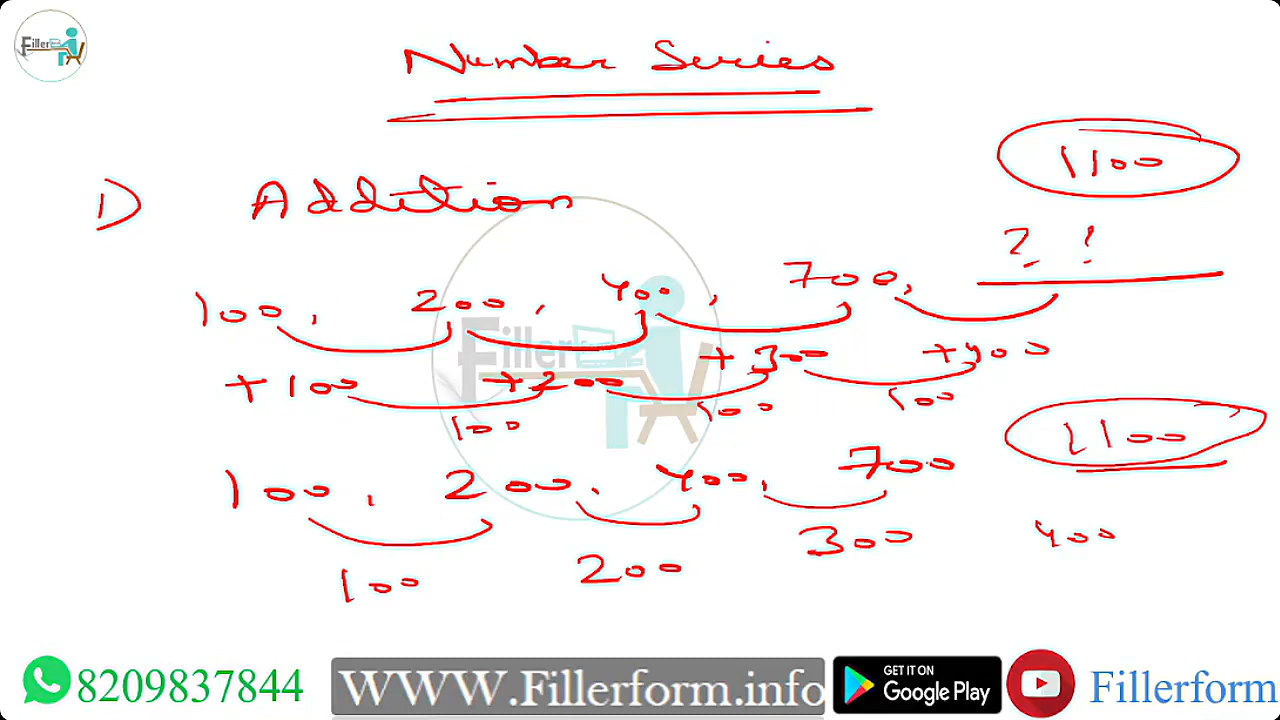 Filler
Number Series
1100
1) Addition
? !
100, 200, 400, 700,
Filler
+100 +200 +300 +400
100 100 100
1100
100, 200, 400, 700
100 200 300 400
8209837844 WWW.Fillerform.info GET IT ON Google Play Fillerform